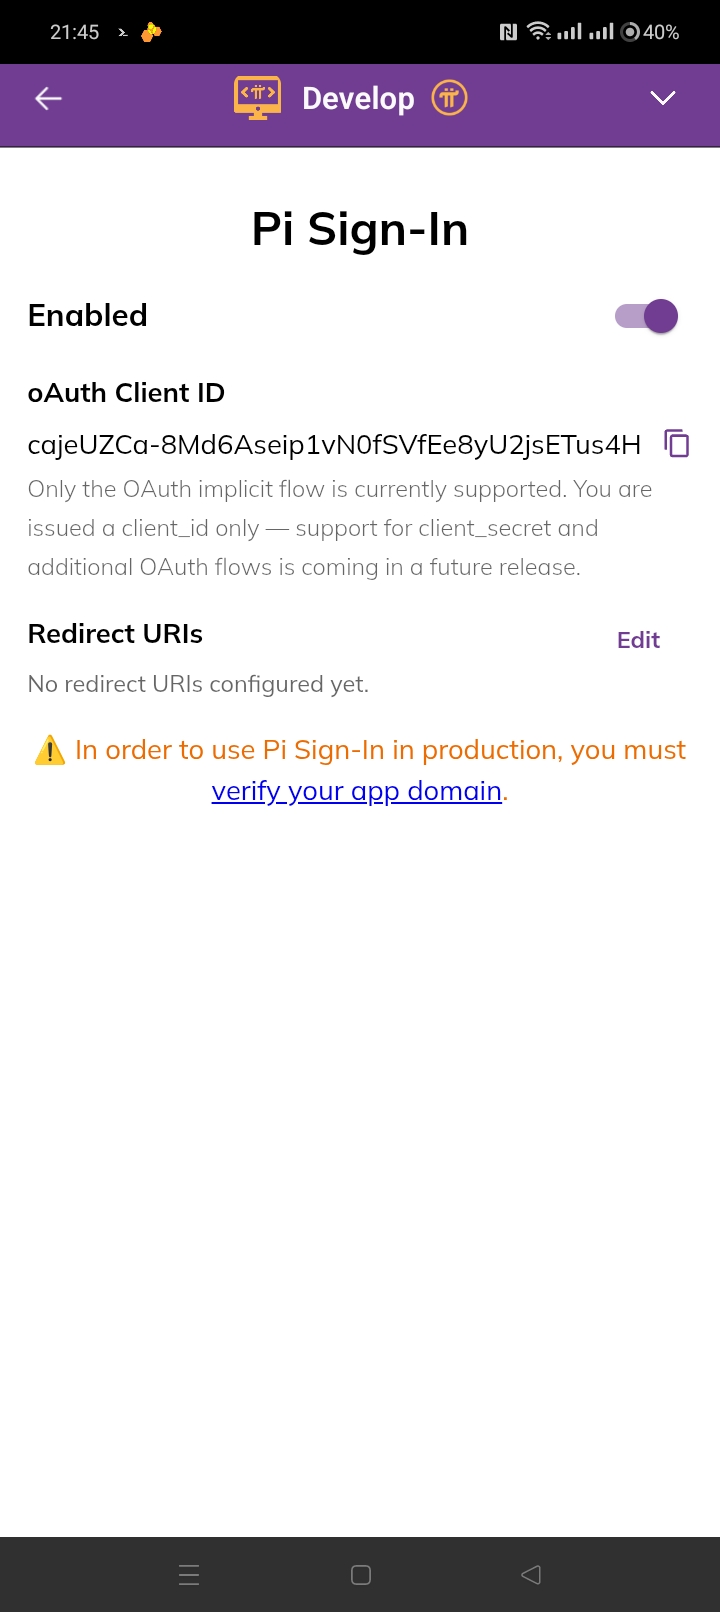 21:45
40%
Develop
Pi Sign-In
Enabled
oAuth Client ID
cajeUZCa-8Md6Aseip1vN0fSVfEe8yU2jsETus4H
Only the OAuth implicit flow is currently supported. You are
issued a client_id only — support for client_secret and
additional OAuth flows is coming in a future release.
Redirect URIs
Edit
No redirect URIs configured yet.
⚠️ In order to use Pi Sign-In in production, you must
verify your app domain.